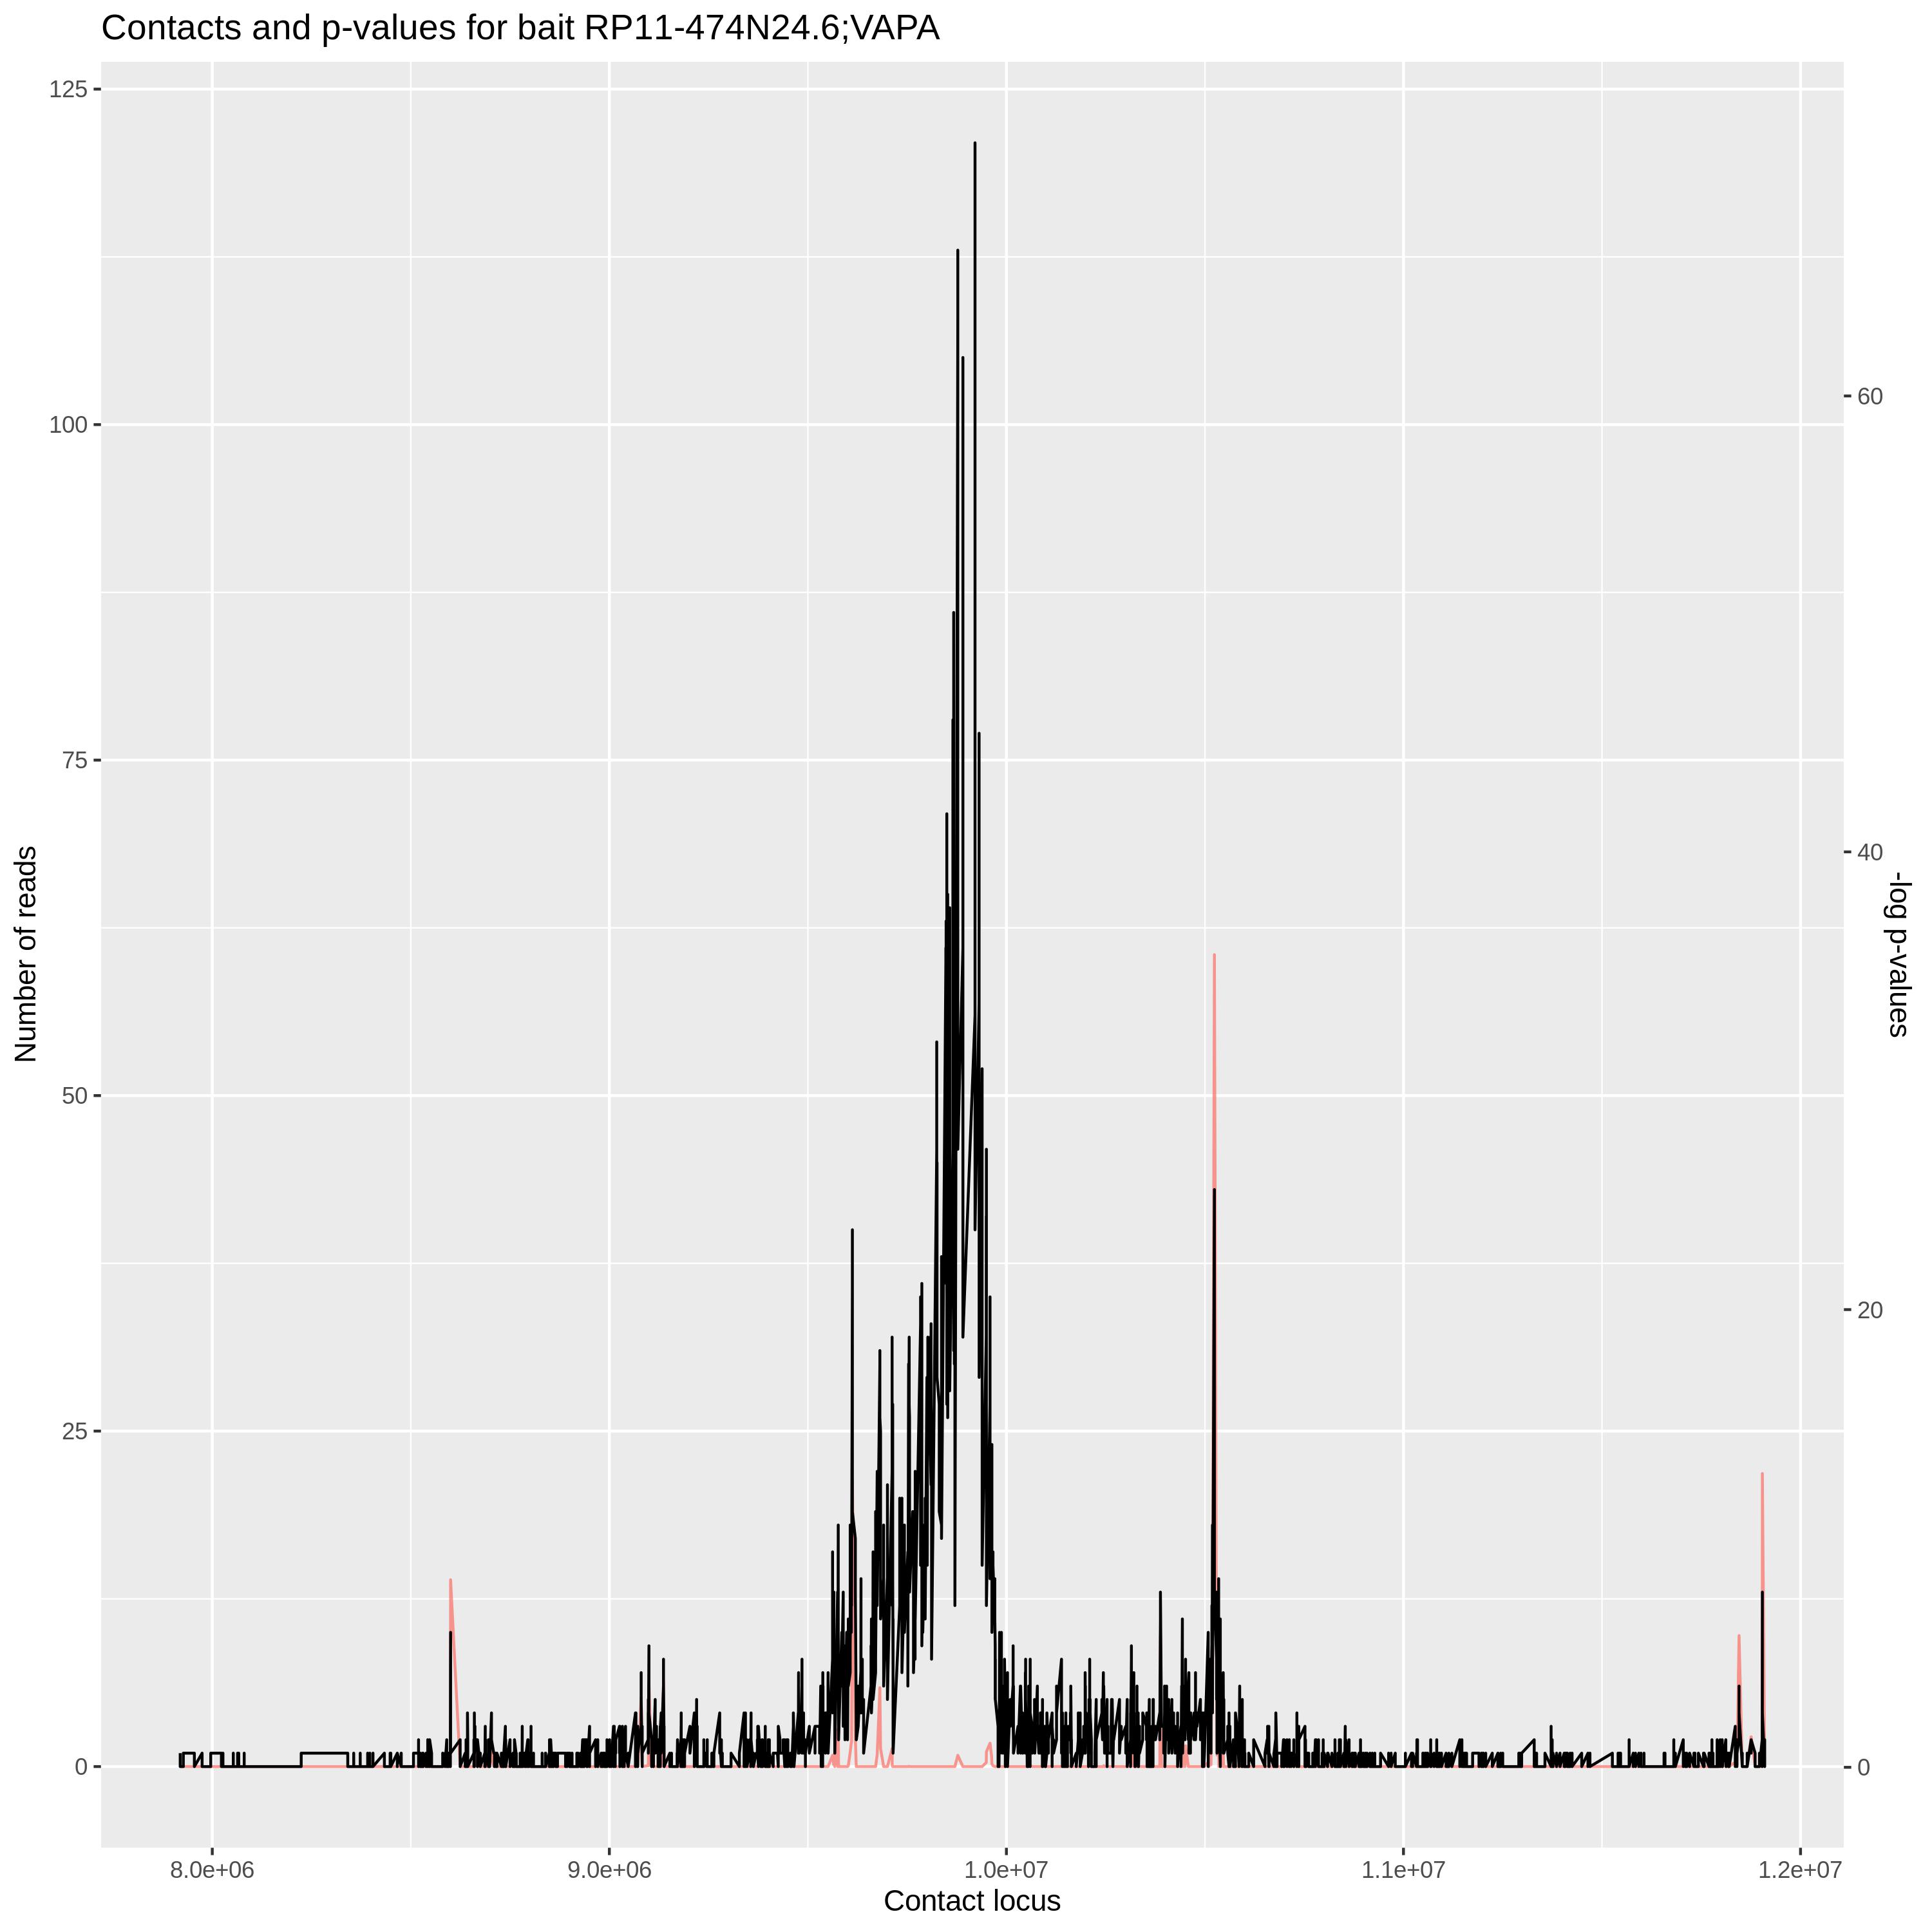 Contacts and p-values for bait RP11-474N24.6;VAPA
125
100
75
50
25
0
Number of reads
60
40
20
0
-log p-values
8.0e+06
9.0e+06
1.0e+07
1.1e+07
1.2e+07
Contact locus